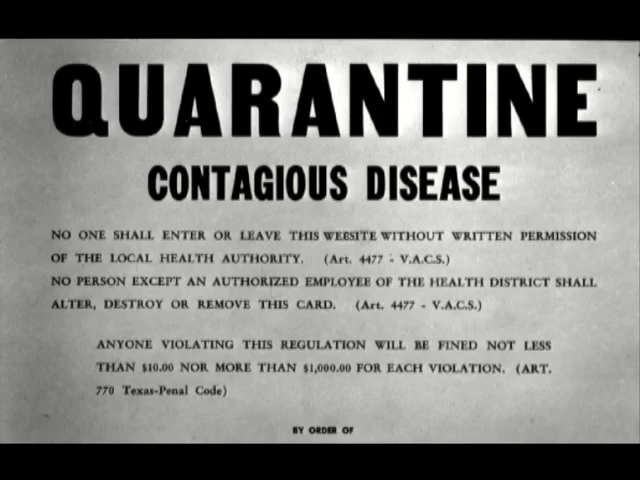 QUARANTINE
CONTAGIOUS DISEASE
NO ONE SHALL ENTER OR LEAVE THIS WEBSITE WITHOUT WRITTEN PERMISSION
OF THE LOCAL HEALTH AUTHORITY. (Art. 4477 - V.A.C.S.)
NO PERSON EXCEPT AN AUTHORIZED EMPLOYEE OF THE HEALTH DISTRICT SHALL
ALTER, DESTROY OR REMOVE THIS CARD. (Art. 4477 - V.A.C.S.)
ANYONE VIOLATING THIS REGULATION WILL BE FINED NOT LESS
THAN $10.00 NOR MORE THAN $1,000.00 FOR EACH VIOLATION. (ART.
770 Texas-Penal Code)
BY ORDER OF